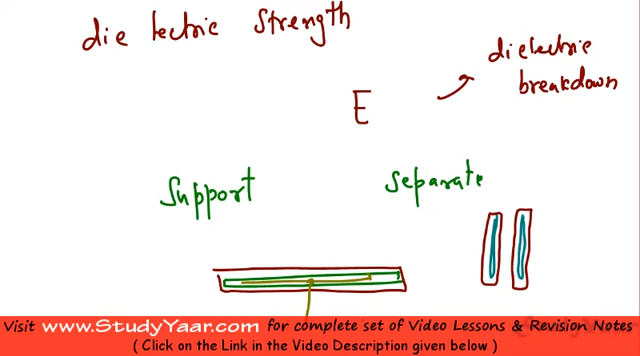 die lectric Strength
dielectric
breakdown
E
Support
Separate
Visit www.StudyYaar.com for complete set of Video Lessons & Revision Notes
( Click on the Link in the Video Description given below )